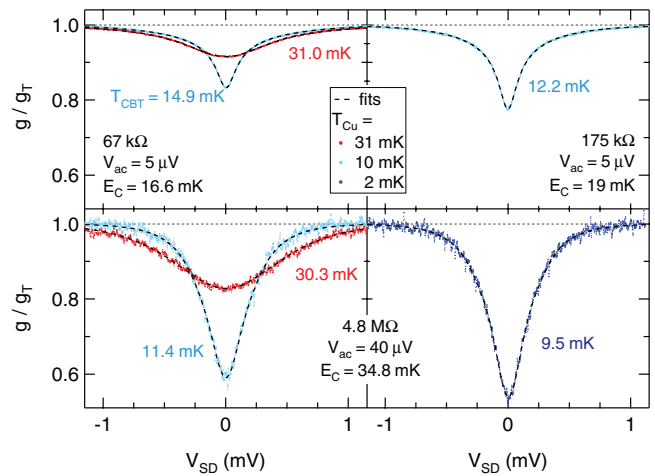 1.0
0.8
0.6
g / g_T
T_CBT = 14.9 mK
31.0 mK
67 kΩ
V_ac = 5 µV
E_C = 16.6 mK
-- fits
T_Cu =
31 mK
10 mK
2 mK
12.2 mK
175 kΩ
V_ac = 5 µV
E_C = 19 mK
1.0
0.8
0.6
g / g_T
30.3 mK
11.4 mK
4.8 MΩ
V_ac = 40 µV
E_C = 34.8 mK
9.5 mK
-1 0 1
-1 0 1
V_SD (mV)
V_SD (mV)